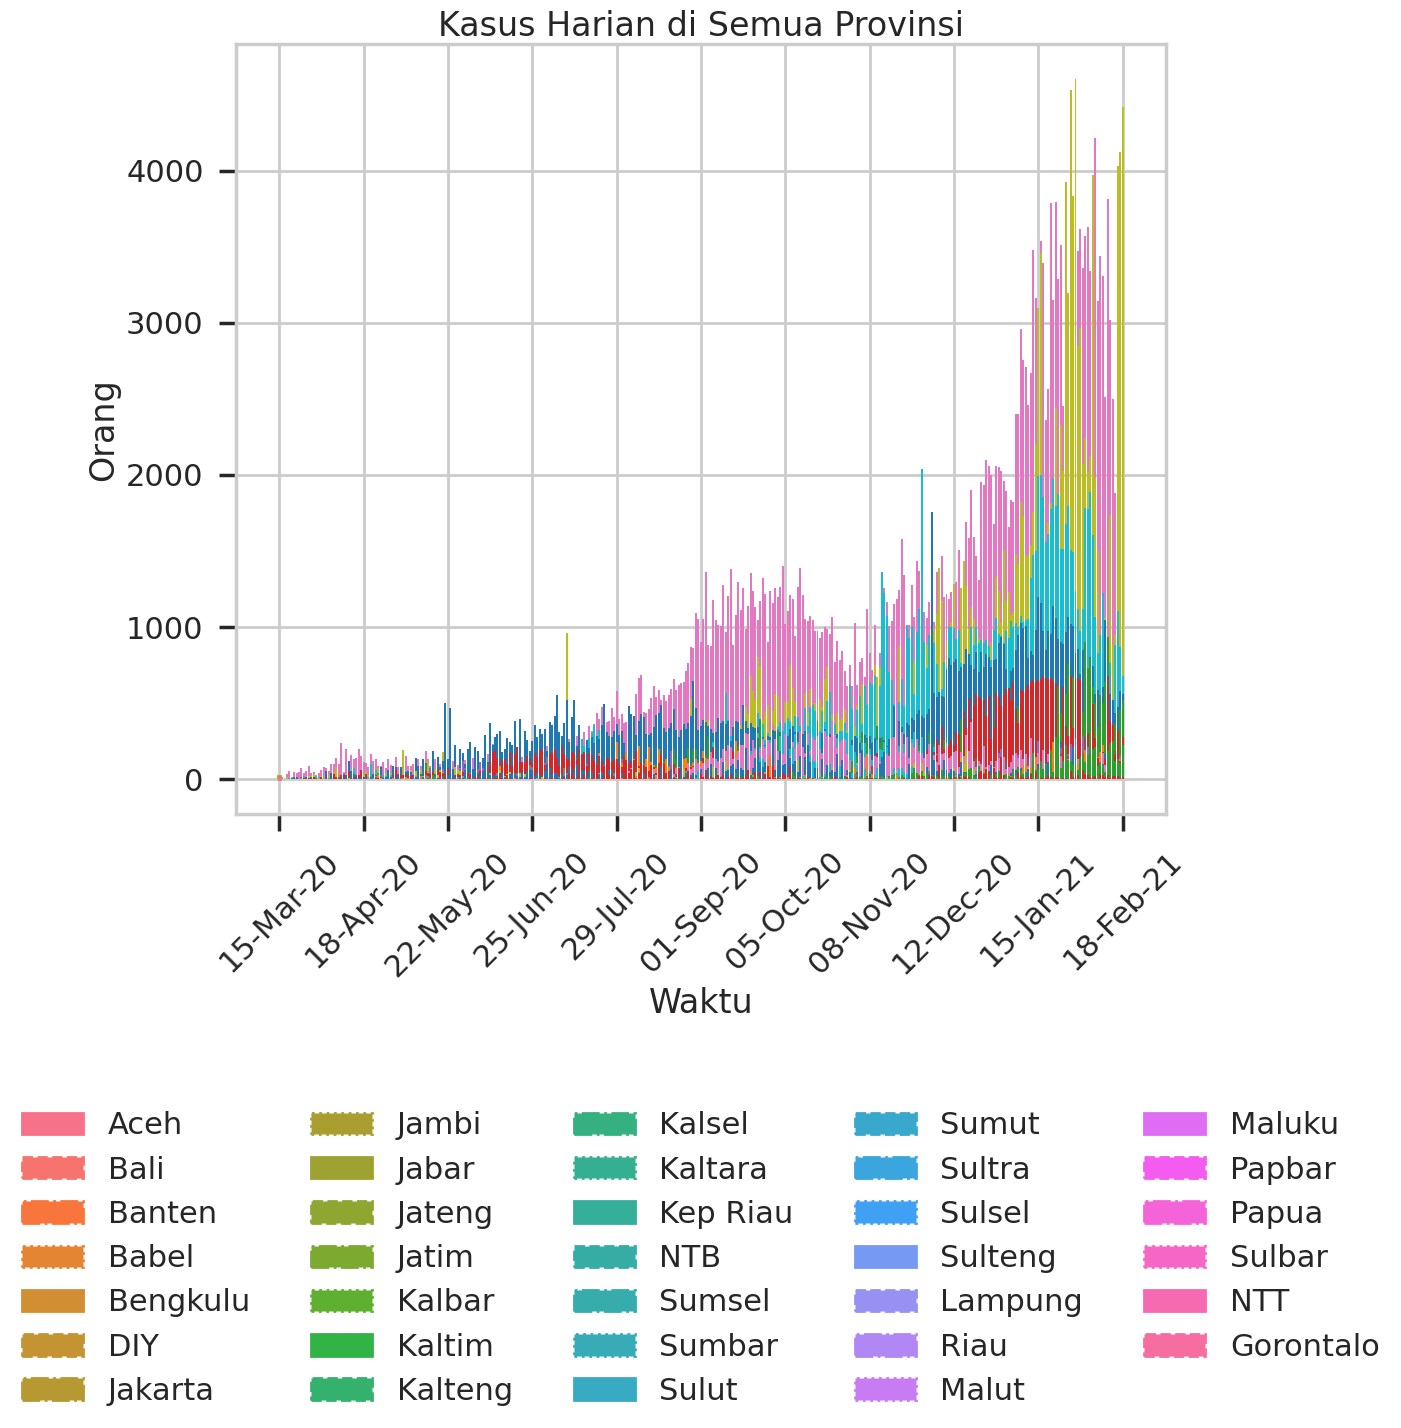 Kasus Harian di Semua Provinsi
Orang
4000
3000
2000
1000
0
15-Mar-20
18-Apr-20
22-May-20
25-Jun-20
29-Jul-20
01-Sep-20
05-Oct-20
08-Nov-20
12-Dec-20
15-Jan-21
18-Feb-21
Waktu
Aceh
Bali
Banten
Babel
Bengkulu
DIY
Jakarta
Jambi
Jabar
Jateng
Jatim
Kalbar
Kaltim
Kalteng
Kalsel
Kaltara
Kep Riau
NTB
Sumsel
Sumbar
Sulut
Sumut
Sultra
Sulsel
Sulteng
Lampung
Riau
Malut
Maluku
Papbar
Papua
Sulbar
NTT
Gorontalo